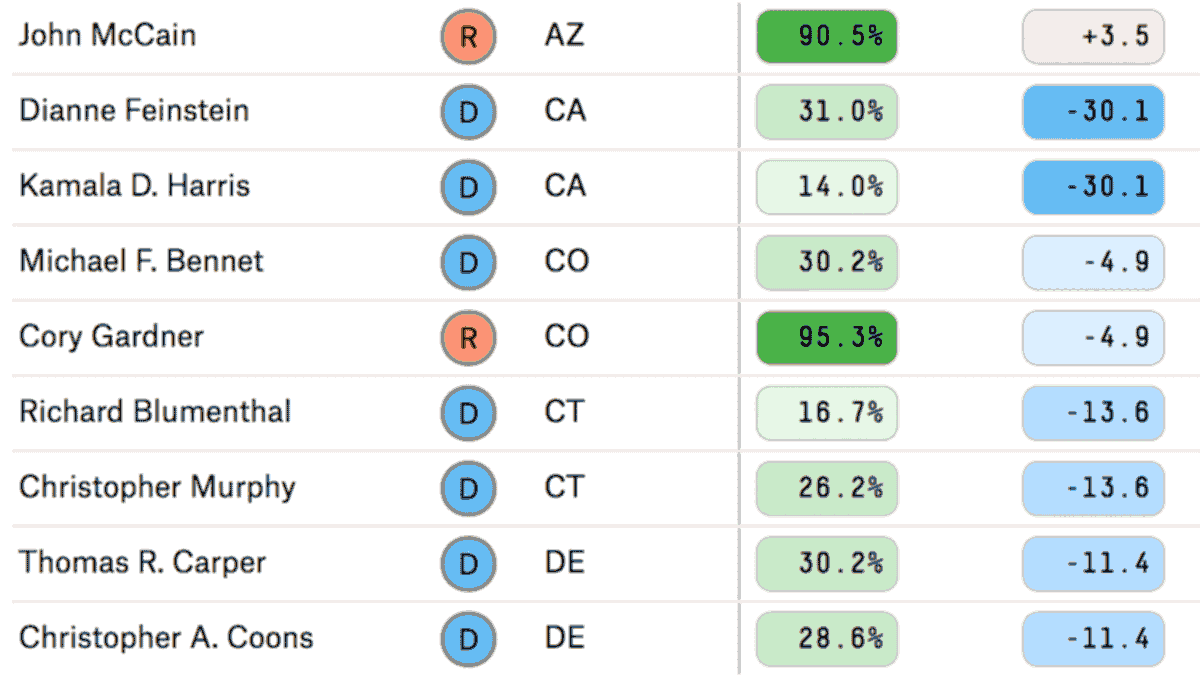 John McCain R AZ 90.5% +3.5
Dianne Feinstein D CA 31.0% -30.1
Kamala D. Harris D CA 14.0% -30.1
Michael F. Bennet D CO 30.2% -4.9
Cory Gardner R CO 95.3% -4.9
Richard Blumenthal D CT 16.7% -13.6
Christopher Murphy D CT 26.2% -13.6
Thomas R. Carper D DE 30.2% -11.4
Christopher A. Coons D DE 28.6% -11.4